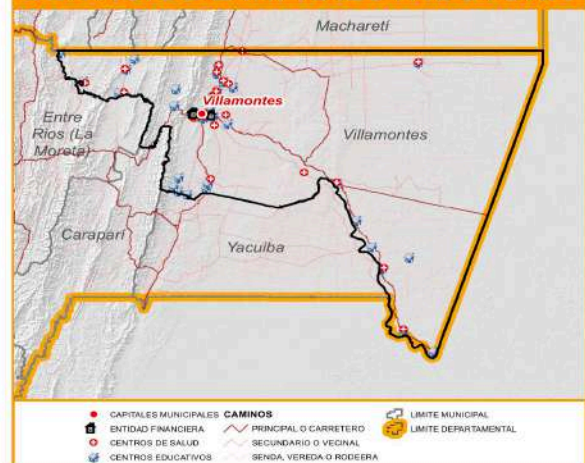 Macharetí
Villamontes
Entre
Ríos (La
Moreta)
Villamontes
Caraparí
Yacuiba
CAPITALES MUNICIPALES
ENTIDAD FINANCIERA
CENTROS DE SALUD
CENTROS EDUCATIVOS
CAMINOS
PRINCIPAL O CARRETERO
SECUNDARIO O VECINAL
SENDA, VEREDA O RODEERA
LIMITE MUNICIPAL
LIMITE DEPARTAMENTAL